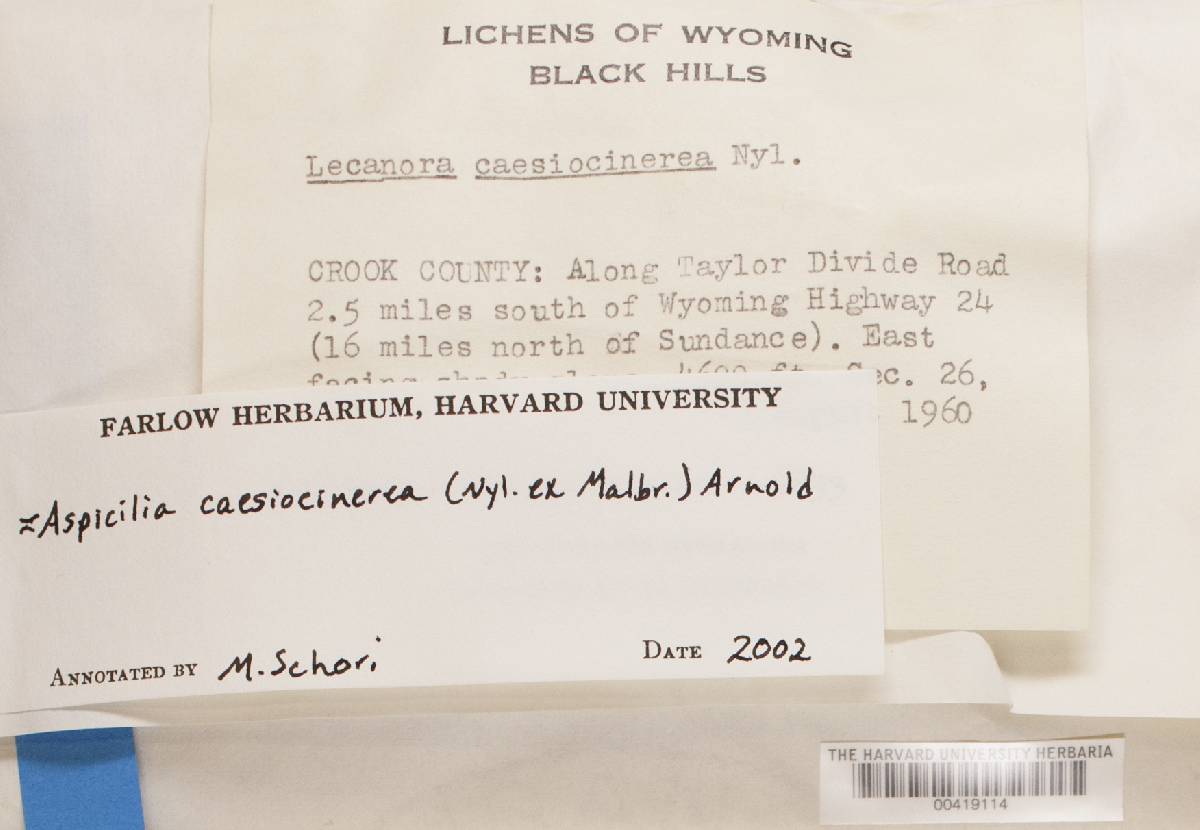 LICHENS OF WYOMING
BLACK HILLS
Lecanora caesiocinerea Nyl.
CROOK COUNTY: Along Taylor Divide Road
2.5 miles south of Wyoming Highway 24
(16 miles north of Sundance). East
26,
1960
FARLOW HERBARIUM, HARVARD UNIVERSITY
≍Aspicilia caesiocinerea (Nyl. ex Malbr.) Arnold
ANNOTATED BY M. Schori
DATE 2002
THE HARVARD UNIVERSITY HERBARIA
00419114